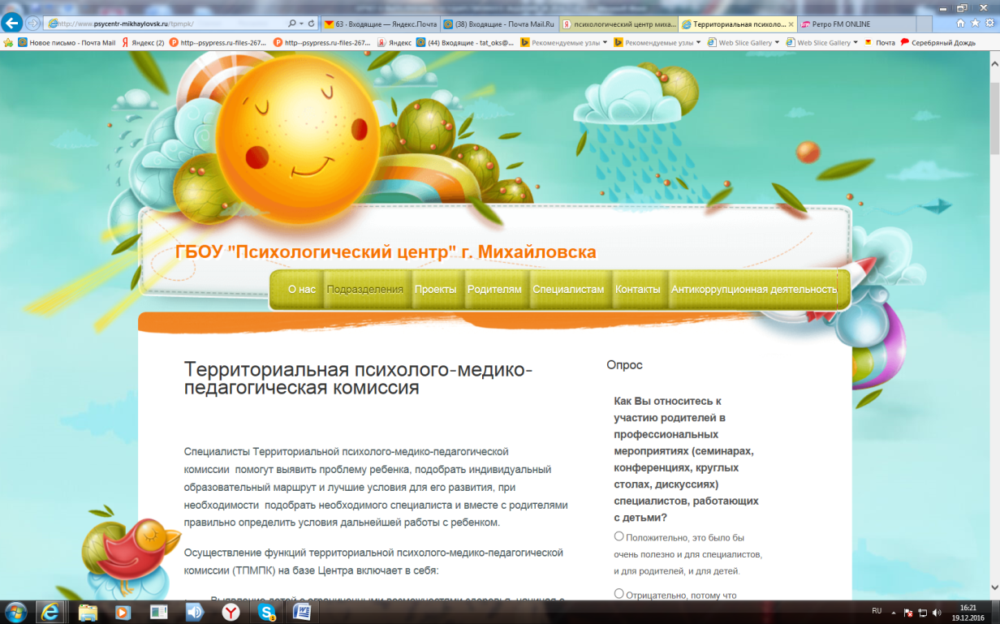 http://www.psycentr-mikhaylovsk.ru/tpmpk/
63 · Входящие — Яндекс.Почта
(38) Входящие - Почта Mail.Ru
психологический центр миха...
Территориальная психоло...
Ретро FM ONLINE
Новое письмо - Почта Mail
Яндекс (2)
http--psypress.ru-files-267...
http--psypress.ru-files-267...
Яндекс
(44) Входящие - tat_oks@...
Рекомендуемые узлы
Рекомендуемые узлы
Web Slice Gallery
Web Slice Gallery
Почта
Серебряный Дождь
ГБОУ "Психологический центр" г. Михайловска
О нас Подразделения Проекты Родителям Специалистам Контакты Антикоррупционная деятельность
Территориальная психолого-медико-
педагогическая комиссия
Специалисты Территориальной психолого-медико-педагогической
комиссии помогут выявить проблему ребенка, подобрать индивидуальный
образовательный маршрут и лучшие условия для его развития, при
необходимости подобрать необходимого специалиста и вместе с родителями
правильно определить условия дальнейшей работы с ребенком.
Осуществление функций территориальной психолого-медико-педагогической
комиссии (ТПМПК) на базе Центра включает в себя:
Выявление детей с ограниченными возможностями здоровья, начиная с
Опрос
Как Вы относитесь к
участию родителей в
профессиональных
мероприятиях (семинарах,
конференциях, круглых
столах, дискуссиях)
специалистов, работающих
с детьми?
Положительно, это было бы
очень полезно и для специалистов,
и для родителей, и для детей.
Отрицательно, потому что
RU
16:21
19.12.2016